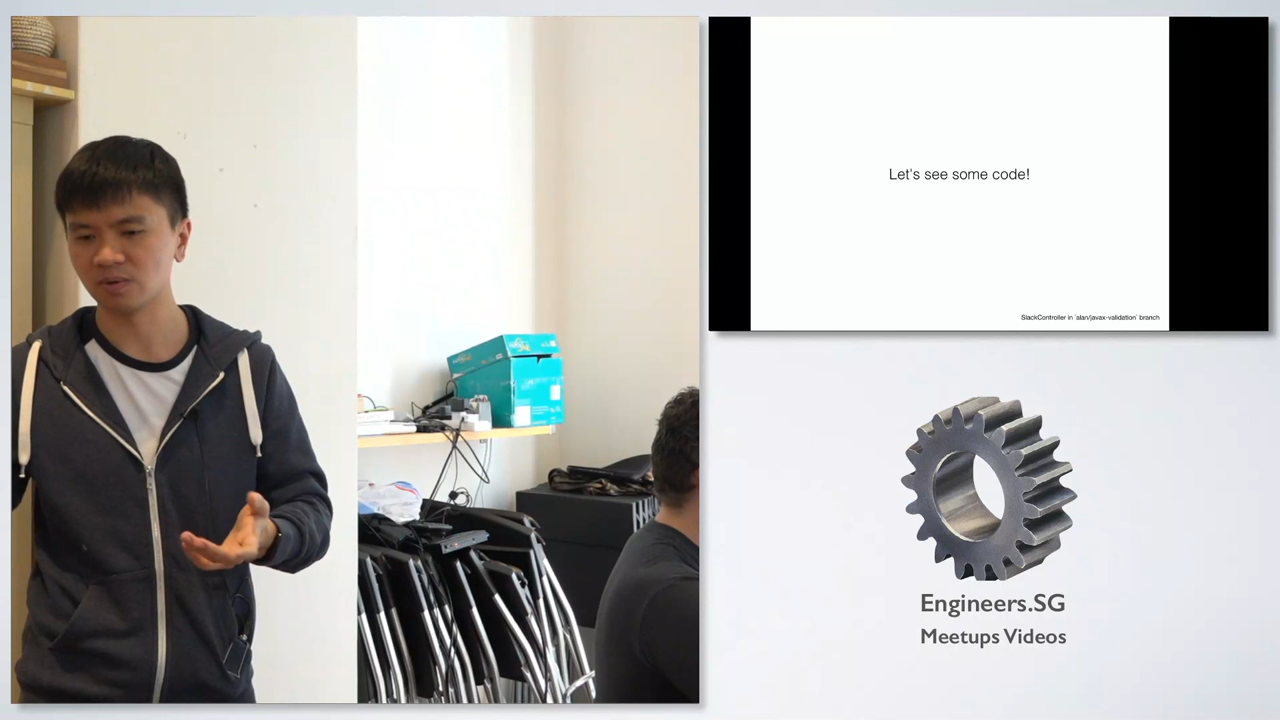 Let's see some code!
SlackController in `alan/javax-validation` branch
Engineers.SG
Meetups Videos